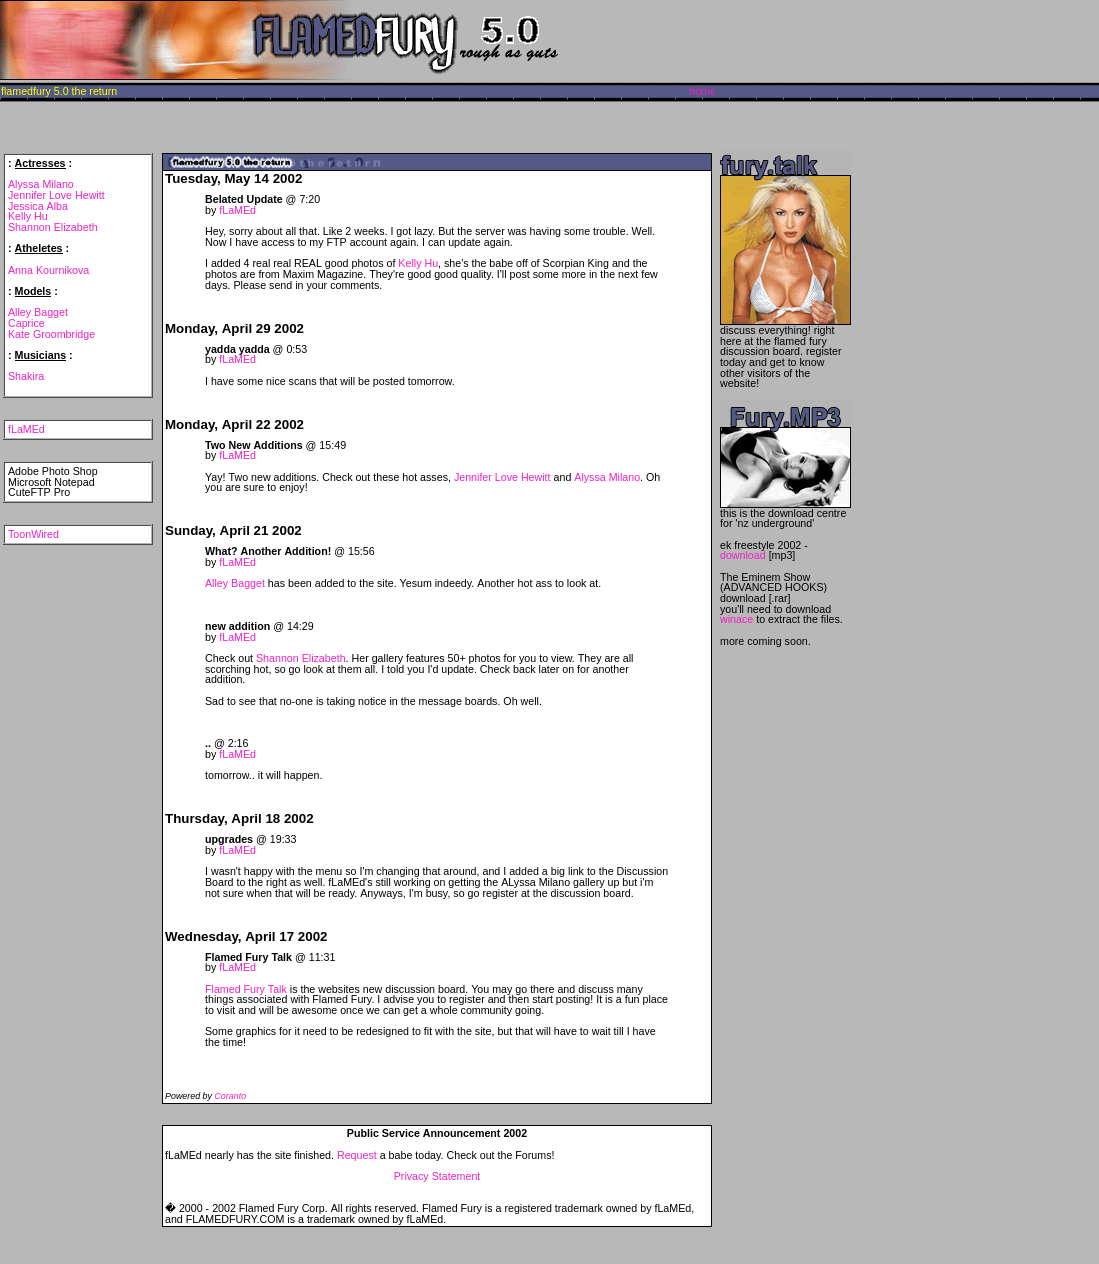 FLAMEDFURY 5.0
rough as guts
flamedfury 5.0 the return
home
: Actresses :
Alyssa Milano
Jennifer Love Hewitt
Jessica Alba
Kelly Hu
Shannon Elizabeth
: Atheletes :
Anna Kournikova
: Models :
Alley Bagget
Caprice
Kate Groombridge
: Musicians :
Shakira
fLaMEd
Adobe Photo Shop
Microsoft Notepad
CuteFTP Pro
ToonWired
flamedfury 5.0 the return
Tuesday, May 14 2002
Belated Update @ 7:20
by fLaMEd
Hey, sorry about all that. Like 2 weeks. I got lazy. But the server was having some trouble. Well.
Now I have access to my FTP account again. I can update again.
I added 4 real real REAL good photos of Kelly Hu, she's the babe off of Scorpian King and the
photos are from Maxim Magazine. They're good good quality. I'll post some more in the next few
days. Please send in your comments.
Monday, April 29 2002
yadda yadda @ 0:53
by fLaMEd
I have some nice scans that will be posted tomorrow.
Monday, April 22 2002
Two New Additions @ 15:49
by fLaMEd
Yay! Two new additions. Check out these hot asses, Jennifer Love Hewitt and Alyssa Milano. Oh
you are sure to enjoy!
Sunday, April 21 2002
What? Another Addition! @ 15:56
by fLaMEd
Alley Bagget has been added to the site. Yesum indeedy. Another hot ass to look at.
new addition @ 14:29
by fLaMEd
Check out Shannon Elizabeth. Her gallery features 50+ photos for you to view. They are all
scorching hot, so go look at them all. I told you I'd update. Check back later on for another
addition.
Sad to see that no-one is taking notice in the message boards. Oh well.
.. @ 2:16
by fLaMEd
tomorrow.. it will happen.
Thursday, April 18 2002
upgrades @ 19:33
by fLaMEd
I wasn't happy with the menu so I'm changing that around, and I added a big link to the Discussion
Board to the right as well. fLaMEd's still working on getting the ALyssa Milano gallery up but i'm
not sure when that will be ready. Anyways, I'm busy, so go register at the discussion board.
Wednesday, April 17 2002
Flamed Fury Talk @ 11:31
by fLaMEd
Flamed Fury Talk is the websites new discussion board. You may go there and discuss many
things associated with Flamed Fury. I advise you to register and then start posting! It is a fun place
to visit and will be awesome once we can get a whole community going.
Some graphics for it need to be redesigned to fit with the site, but that will have to wait till I have
the time!
Powered by Coranto
Public Service Announcement 2002
fLaMEd nearly has the site finished. Request a babe today. Check out the Forums!
Privacy Statement
� 2000 - 2002 Flamed Fury Corp. All rights reserved. Flamed Fury is a registered trademark owned by fLaMEd,
and FLAMEDFURY.COM is a trademark owned by fLaMEd.
fury.talk
discuss everything! right
here at the flamed fury
discussion board. register
today and get to know
other visitors of the
website!
Fury.MP3
this is the download centre
for 'nz underground'
ek freestyle 2002 -
download [mp3]
The Eminem Show
(ADVANCED HOOKS)
download [.rar]
you'll need to download
winace to extract the files.
more coming soon.